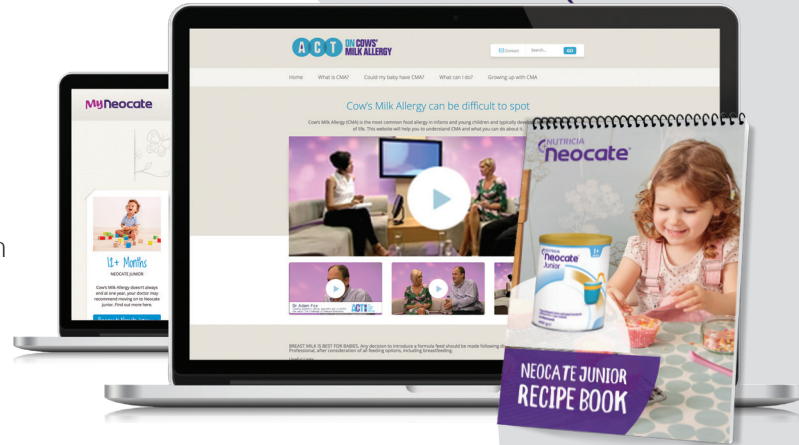 MyNeocate
12+ Months
NEOCATE JUNIOR
Cow's Milk Allergy doesn't always
end at one year, your doctor may
recommend moving on to Neocate
junior. Find out more here.
ACT ON COWS'
MILK ALLERGY
Contact
Search...
GO
Home What is CMA? Could my baby have CMA? What can I do? Growing up with CMA
Cow's Milk Allergy can be difficult to spot
Cow's Milk Allergy (CMA) is the most common food allergy in infants and young children and typically
of life. This website will help you to understand CMA and what you can do about it.
Dr Adam Fox
ACT
BREAST MILK IS BEST FOR BABIES. Any decision to introduce a formula feed should be made following
Professional, after consideration of all feeding options, including breastfeeding.
Useful Links
NUTRICIA
neocate
neocate
Junior
1+
NEOCATE JUNIOR
RECIPE BOOK